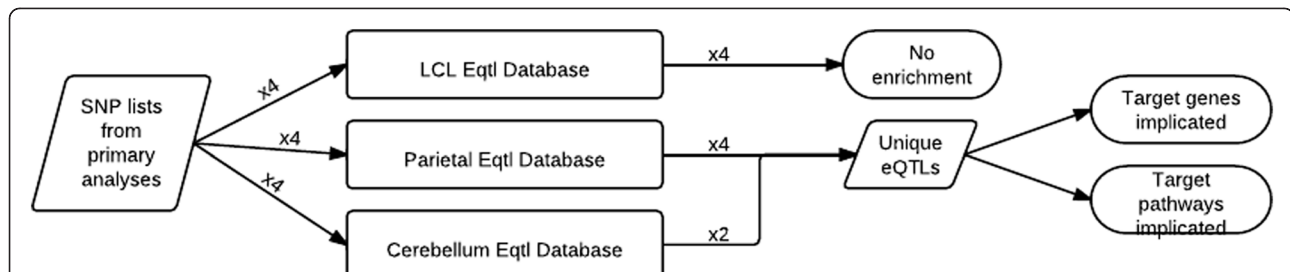 SNP lists
from
primary
analyses
x4
x4
x4
LCL Eqtl Database
Parietal Eqtl Database
Cerebellum Eqtl Database
x4
x4
x2
No
enrichment
Unique
eQTLs
Target genes
implicated
Target
pathways
implicated